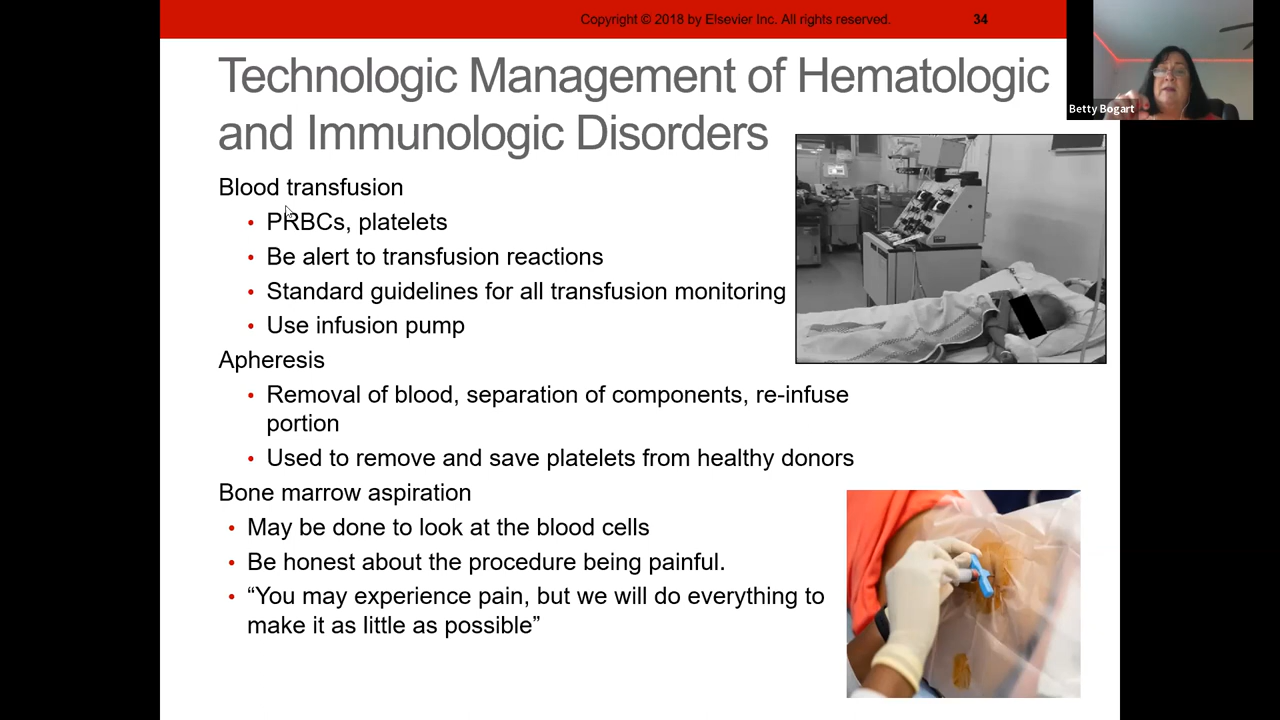 Copyright © 2018 by Elsevier Inc. All rights reserved.
34
Technologic Management of Hematologic
and Immunologic Disorders
Betty Bogart
Blood transfusion
• PRBCs, platelets
• Be alert to transfusion reactions
• Standard guidelines for all transfusion monitoring
• Use infusion pump
Apheresis
• Removal of blood, separation of components, re-infuse
portion
• Used to remove and save platelets from healthy donors
Bone marrow aspiration
• May be done to look at the blood cells
• Be honest about the procedure being painful.
• “You may experience pain, but we will do everything to
make it as little as possible”